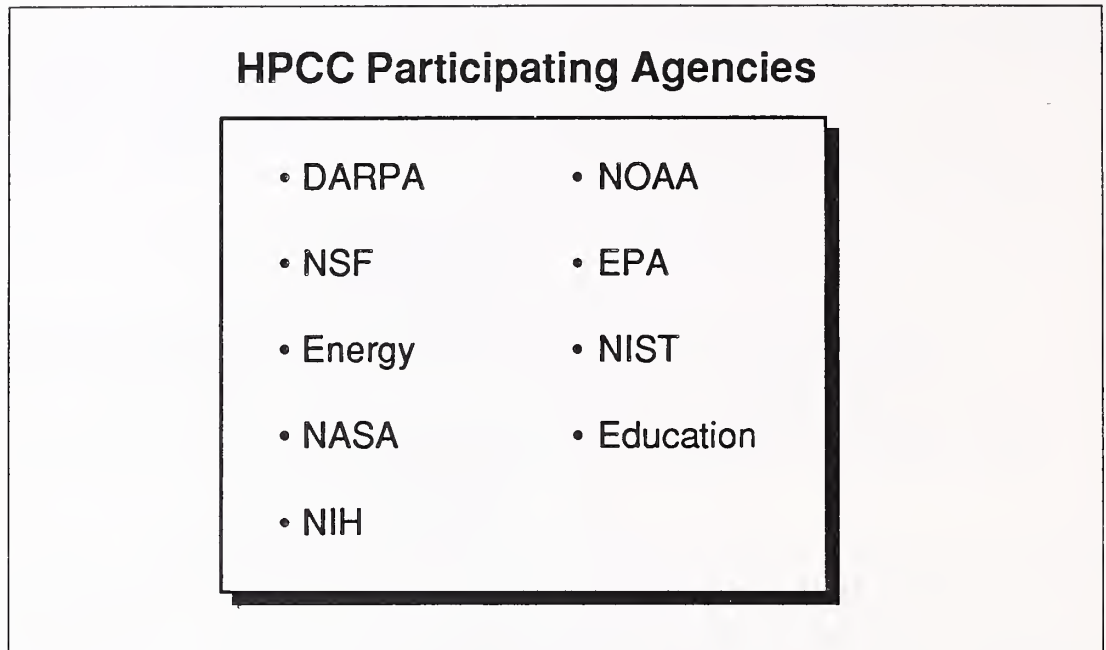 HPCC Participating Agencies
• DARPA
• NSF
• Energy
• NASA
• NIH
• NOAA
• EPA
• NIST
• Education